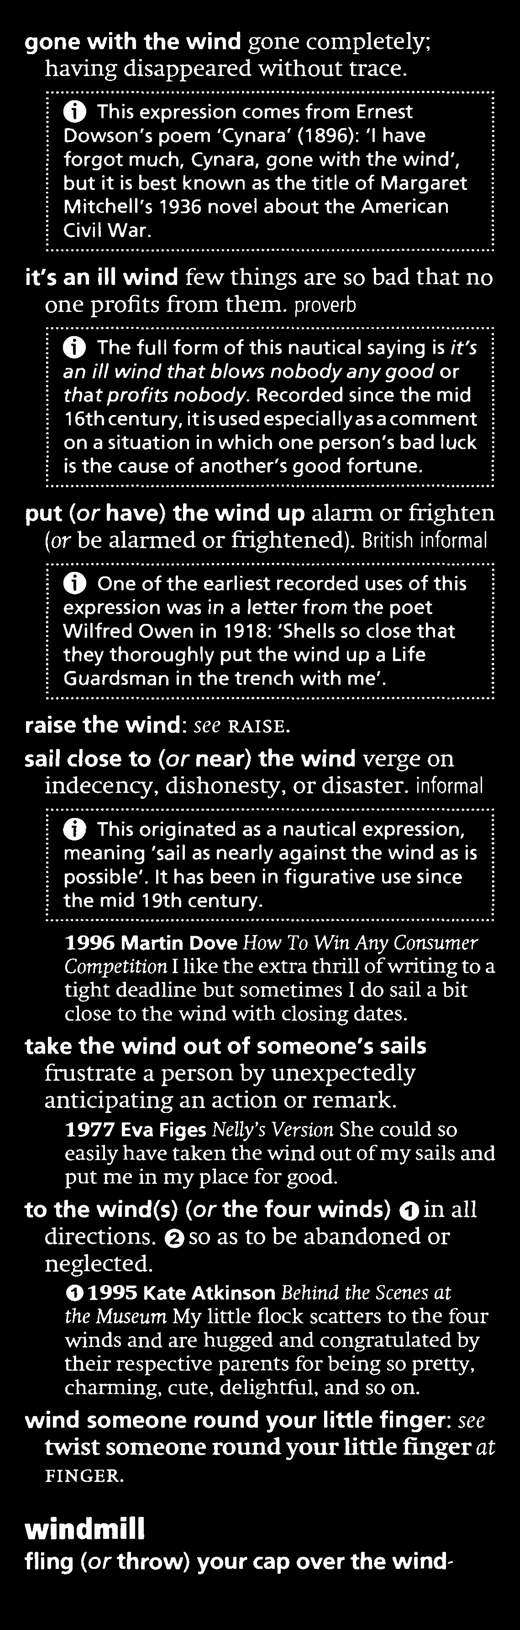 gone with the wind gone completely;
having disappeared without trace.
ⓘ This expression comes from Ernest
Dowson's poem 'Cynara' (1896): 'I have
forgot much, Cynara, gone with the wind',
but it is best known as the title of Margaret
Mitchell's 1936 novel about the American
Civil War.
it's an ill wind few things are so bad that no
one profits from them. proverb
ⓘ The full form of this nautical saying is it's
an ill wind that blows nobody any good or
that profits nobody. Recorded since the mid
16th century, it is used especially as a comment
on a situation in which one person's bad luck
is the cause of another's good fortune.
put (or have) the wind up alarm or frighten
(or be alarmed or frightened). British informal
ⓘ One of the earliest recorded uses of this
expression was in a letter from the poet
Wilfred Owen in 1918: 'Shells so close that
they thoroughly put the wind up a Life
Guardsman in the trench with me'.
raise the wind: see RAISE.
sail close to (or near) the wind verge on
indecency, dishonesty, or disaster. informal
ⓘ This originated as a nautical expression,
meaning 'sail as nearly against the wind as is
possible'. It has been in figurative use since
the mid 19th century.
1996 Martin Dove How To Win Any Consumer
Competition I like the extra thrill of writing to a
tight deadline but sometimes I do sail a bit
close to the wind with closing dates.
take the wind out of someone's sails
frustrate a person by unexpectedly
anticipating an action or remark.
1977 Eva Figes Nelly's Version She could so
easily have taken the wind out of my sails and
put me in my place for good.
to the wind(s) (or the four winds) ❶ in all
directions. ❷ so as to be abandoned or
neglected.
❶ 1995 Kate Atkinson Behind the Scenes at
the Museum My little flock scatters to the four
winds and are hugged and congratulated by
their respective parents for being so pretty,
charming, cute, delightful, and so on.
wind someone round your little finger: see
twist someone round your little finger at
FINGER.
windmill
fling (or throw) your cap over the wind-